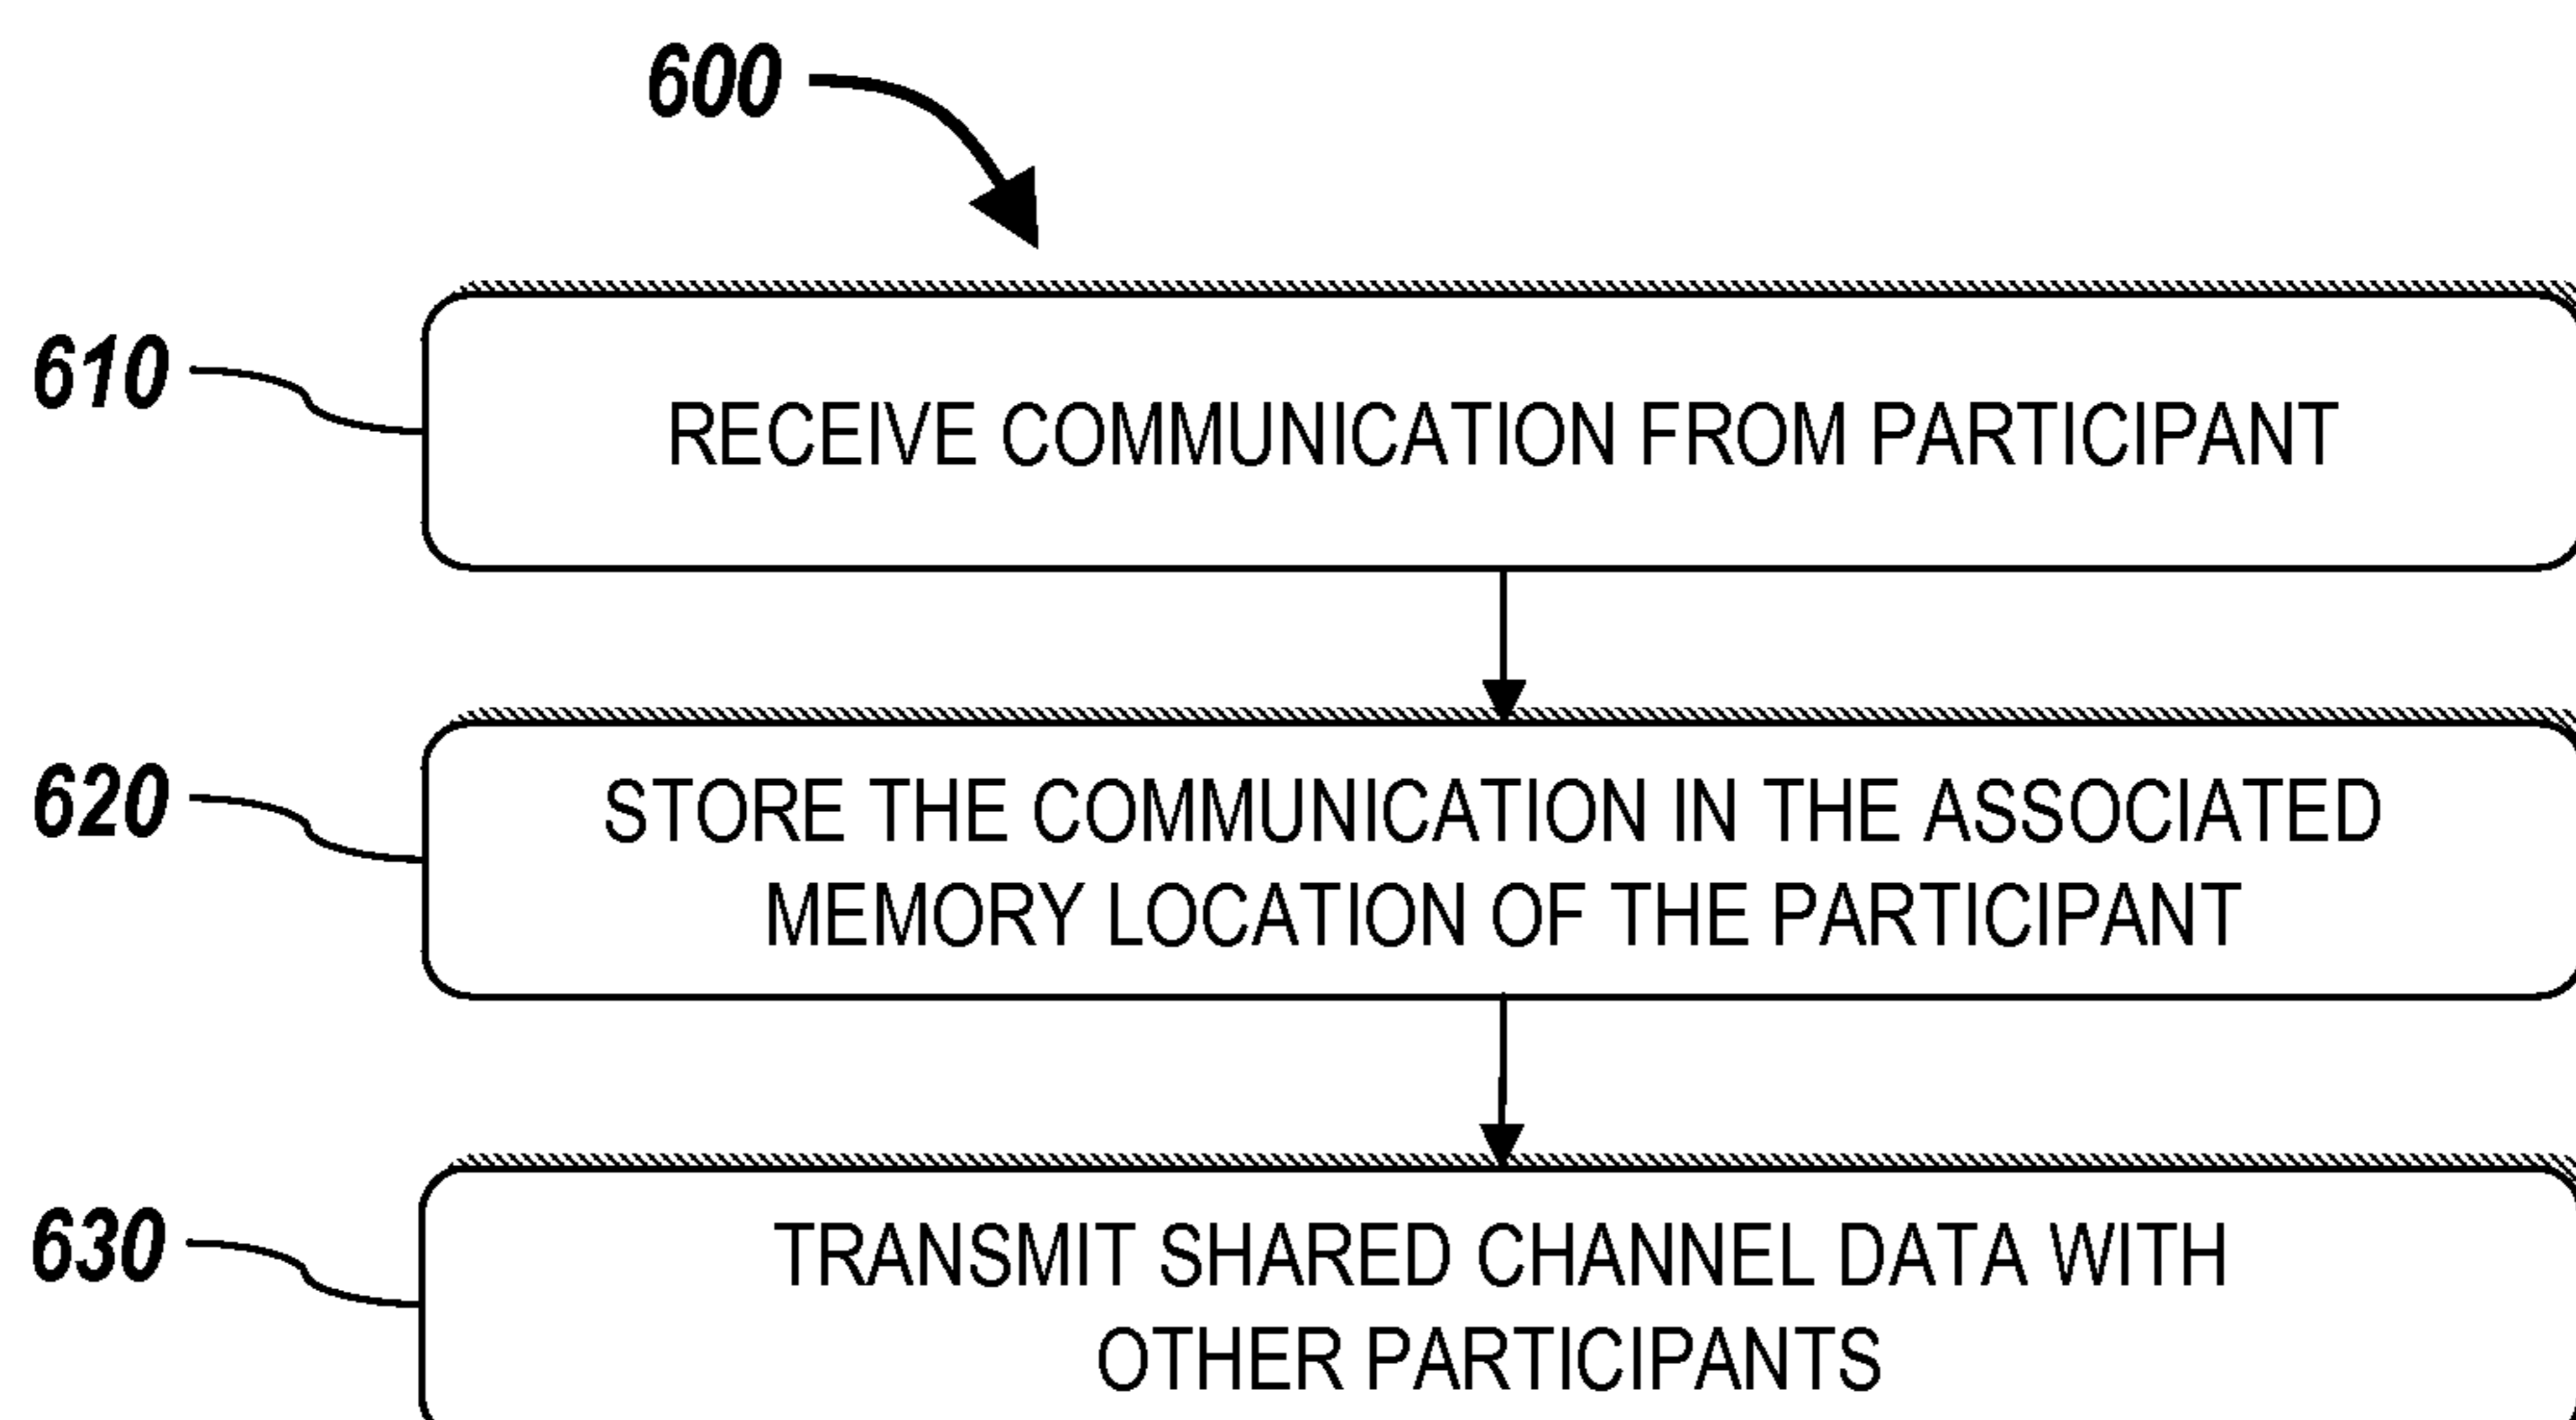 600
610
RECEIVE COMMUNICATION FROM PARTICIPANT
620
STORE THE COMMUNICATION IN THE ASSOCIATED
MEMORY LOCATION OF THE PARTICIPANT
630
TRANSMIT SHARED CHANNEL DATA WITH
OTHER PARTICIPANTS